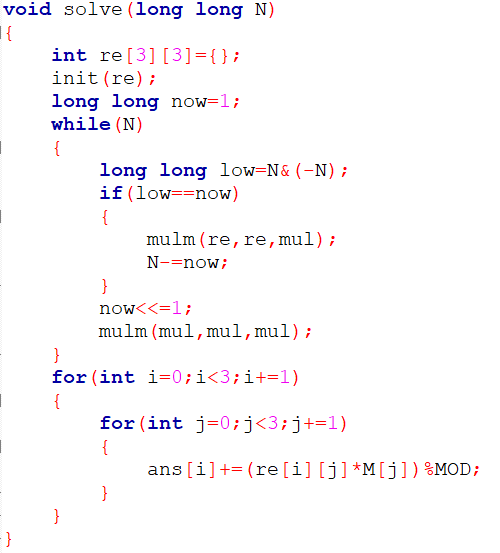 void solve(long long N)
{
    int re[3][3]={};
    init(re);
    long long now=1;
    while(N)
    {
        long long low=N&(-N);
        if(low==now)
        {
            mulm(re,re,mul);
            N-=now;
        }
        now<<=1;
        mulm(mul,mul,mul);
    }
    for(int i=0;i<3;i+=1)
    {
        for(int j=0;j<3;j+=1)
        {
            ans[i]+=(re[i][j]*M[j])%MOD;
        }
    }
}